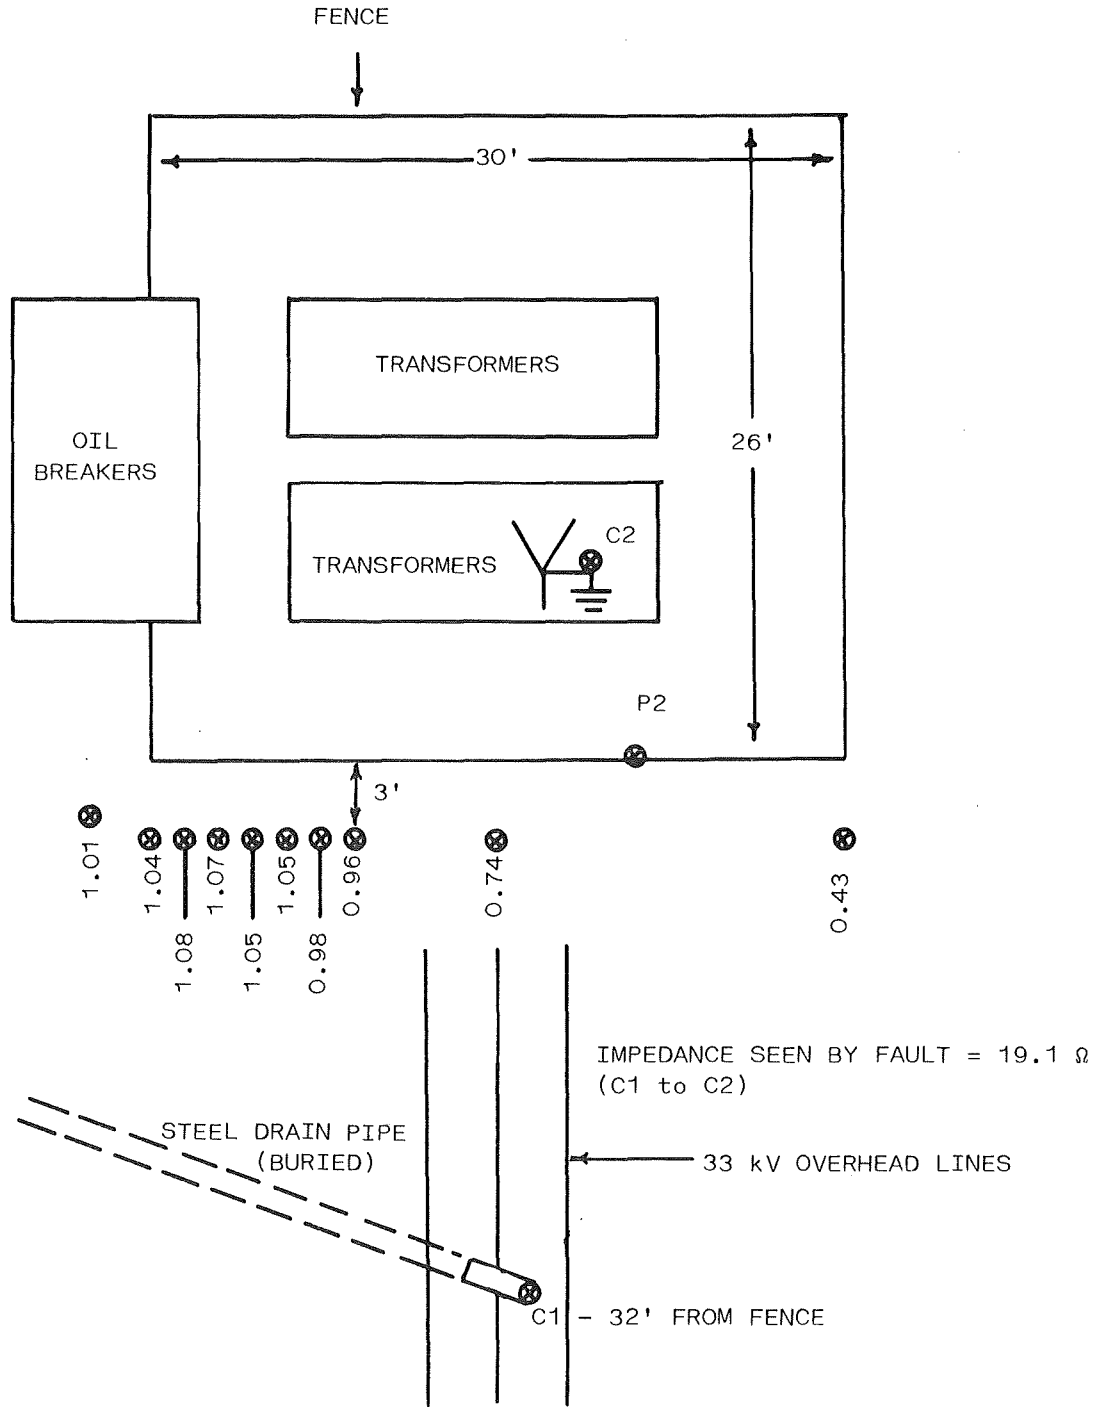 FENCE
30'
TRANSFORMERS
26'
OIL
BREAKERS
C2
TRANSFORMERS
P2
3'
1.01
1.04
1.08
1.07
1.05
1.05
0.98
0.96
0.74
0.43
IMPEDANCE SEEN BY FAULT = 19.1 Ω
(C1 to C2)
STEEL DRAIN PIPE
(BURIED)
33 kV OVERHEAD LINES
C1 - 32' FROM FENCE